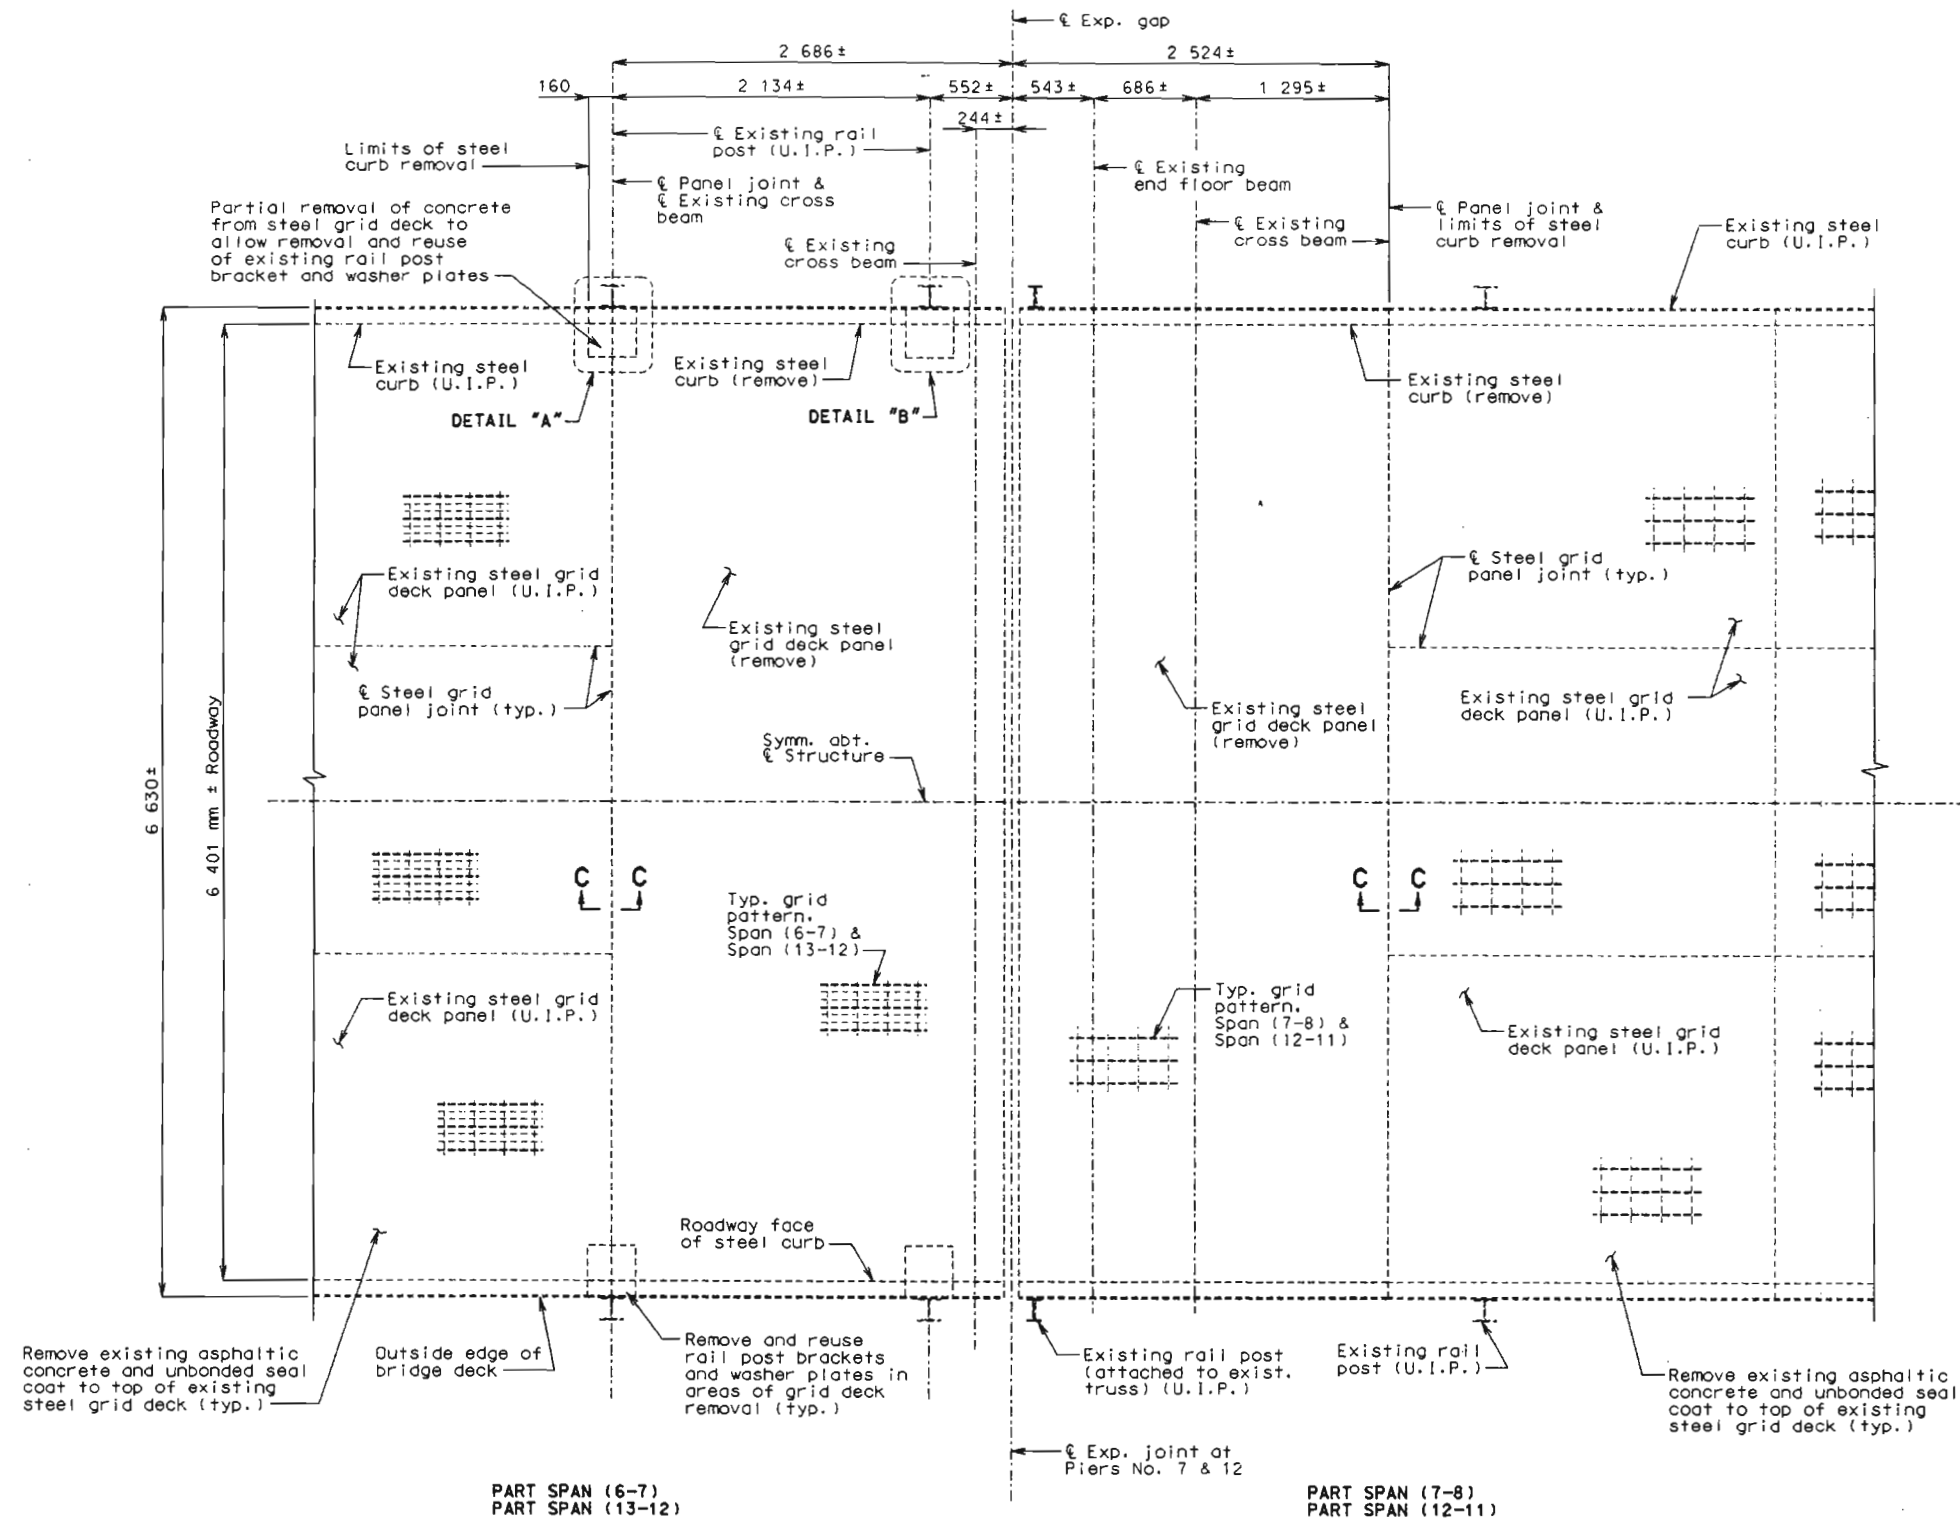 ℄ Exp. gap
2 686±
2 524±
160
2 134±
552±
543±
686±
1 295±
244±
℄ Existing rail
post (U.I.P.)
Limits of steel
curb removal
℄ Panel joint &
℄ Existing cross
beam
℄ Existing
end floor beam
Partial removal of concrete
from steel grid deck to
allow removal and reuse
of existing rail post
bracket and washer plates
℄ Existing
cross beam
℄ Existing
cross beam
℄ Panel joint &
limits of steel
curb removal
Existing steel
curb (U.I.P.)
Existing steel
curb (U.I.P.)
Existing steel
curb (remove)
Existing steel
curb (remove)
DETAIL "A"
DETAIL "B"
Existing steel grid
deck panel (U.I.P.)
℄ Steel grid
panel joint (typ.)
Existing steel
grid deck panel
(remove)
℄ Steel grid
panel joint (typ.)
Existing steel grid
deck panel (U.I.P.)
Existing steel
grid deck panel
(remove)
Symm. abt.
℄ Structure
6 630±
6 401 mm ± Roadway
C C
C C
Typ. grid
pattern.
Span (6-7) &
Span (13-12)
Existing steel grid
deck panel (U.I.P.)
Typ. grid
pattern.
Span (7-8) &
Span (12-11)
Existing steel grid
deck panel (U.I.P.)
Roadway face
of steel curb
Remove existing asphaltic
concrete and unbonded seal
coat to top of existing
steel grid deck (typ.)
Outside edge of
bridge deck
Remove and reuse
rail post brackets
and washer plates in
areas of grid deck
removal (typ.)
Existing rail post
(attached to exist.
truss) (U.I.P.)
Existing rail
post (U.I.P.)
Remove existing asphaltic
concrete and unbonded seal
coat to top of existing
steel grid deck (typ.)
℄ Exp. joint at
Piers No. 7 & 12
PART SPAN (6-7)
PART SPAN (13-12)
PART SPAN (7-8)
PART SPAN (12-11)